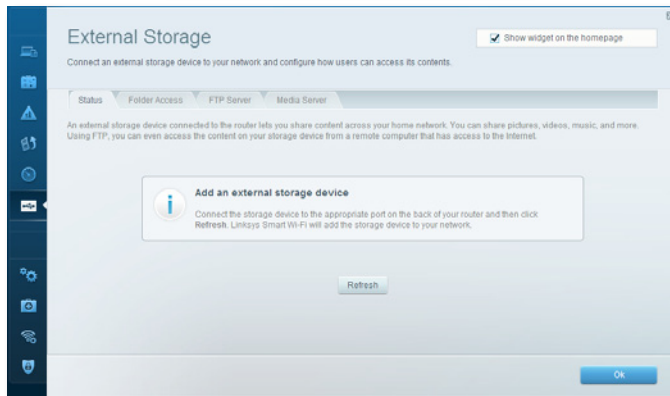 External Storage
Show widget on the homepage
Connect an external storage device to your network and configure how users can access its contents.
Status
Folder Access
FTP Server
Media Server
An external storage device connected to the router lets you share content across your home network. You can share pictures, videos, music, and more.
Using FTP, you can even access the content on your storage device from a remote computer that has access to the Internet.
Add an external storage device
Connect the storage device to the appropriate port on the back of your router and then click
Refresh. Linksys Smart Wi-Fi will add the storage device to your network.
Refresh
Ok